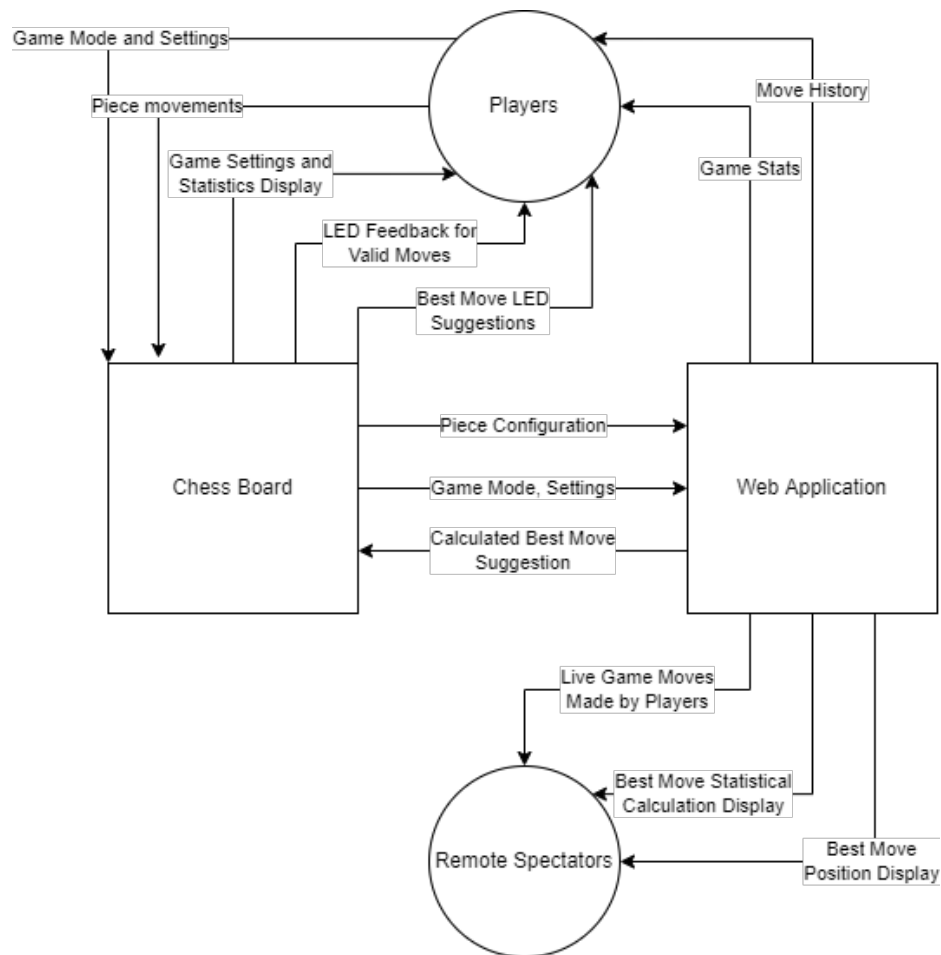 Game Mode and Settings
Players
Move History
Piece movements
Game Settings and
Statistics Display
Game Stats
LED Feedback for
Valid Moves
Best Move LED
Suggestions
Piece Configuration
Chess Board
Game Mode, Settings
Web Application
Calculated Best Move
Suggestion
Live Game Moves
Made by Players
Best Move Statistical
Calculation Display
Remote Spectators
Best Move
Position Display